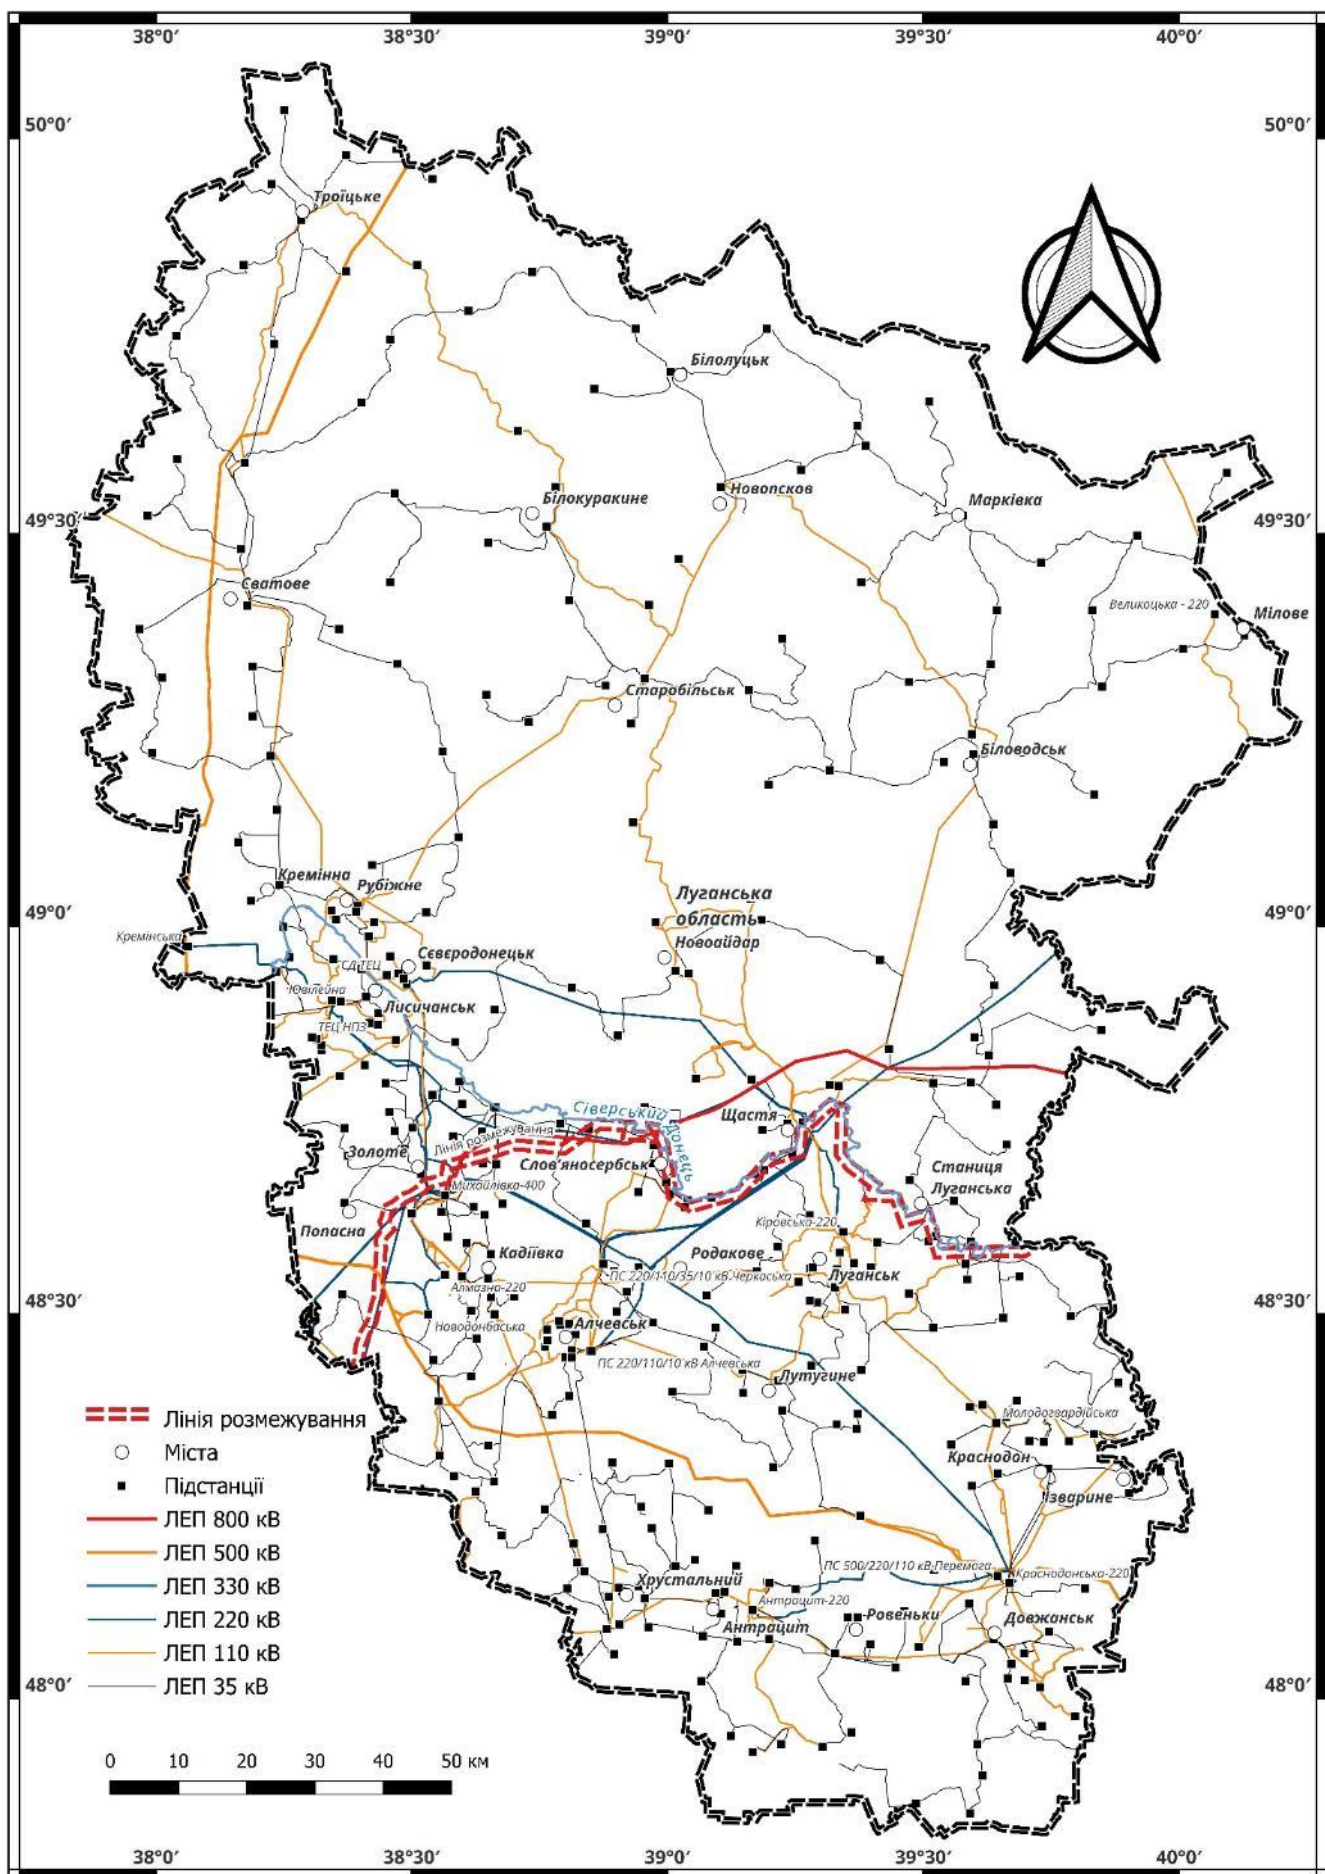 38°0′ 38°30′ 39°0′ 39°30′ 40°0′
50°0′ 50°0′
Троїцьке
Білолуцьк
Новопсков
Білокуракине
Марківка
49°30′ 49°30′
Сватове
Великоцька - 220
Мілове
Старобільськ
Біловодськ
Кремінна
Рубіжне
Луганська
область
49°0′ 49°0′
Кремінська
Новоайдар
Сєвєродонецьк
СД ТЕЦ
Ювілейна
Лисичанськ
ТЕЦ НПЗ
Сіверський
Донець
Щастя
Лінія розмежування
Золоте
Слов'яносербськ
Станиця
Луганська
Михайлівка-400
Попасна
Кіровська-220
Кадіївка
Родакове
Луганськ
ПС 220/110/35/10 кВ Черкаська
Алмазна-220
48°30′ 48°30′
Новодонбаська
Алчевськ
ПС 220/110/10 кВ Алчевська
Лутугине
Молодогвардійська
Краснодон
Ізварине
ПС 500/220/110 кВ Перемога
Краснодонська-220
Хрустальний
Антрацит-220
Антрацит
Ровеньки
Довжанськ
48°0′ 48°0′
Лінія розмежування
Міста
Підстанції
ЛЕП 800 кВ
ЛЕП 500 кВ
ЛЕП 330 кВ
ЛЕП 220 кВ
ЛЕП 110 кВ
ЛЕП 35 кВ
0 10 20 30 40 50 км
38°0′ 38°30′ 39°0′ 39°30′ 40°0′